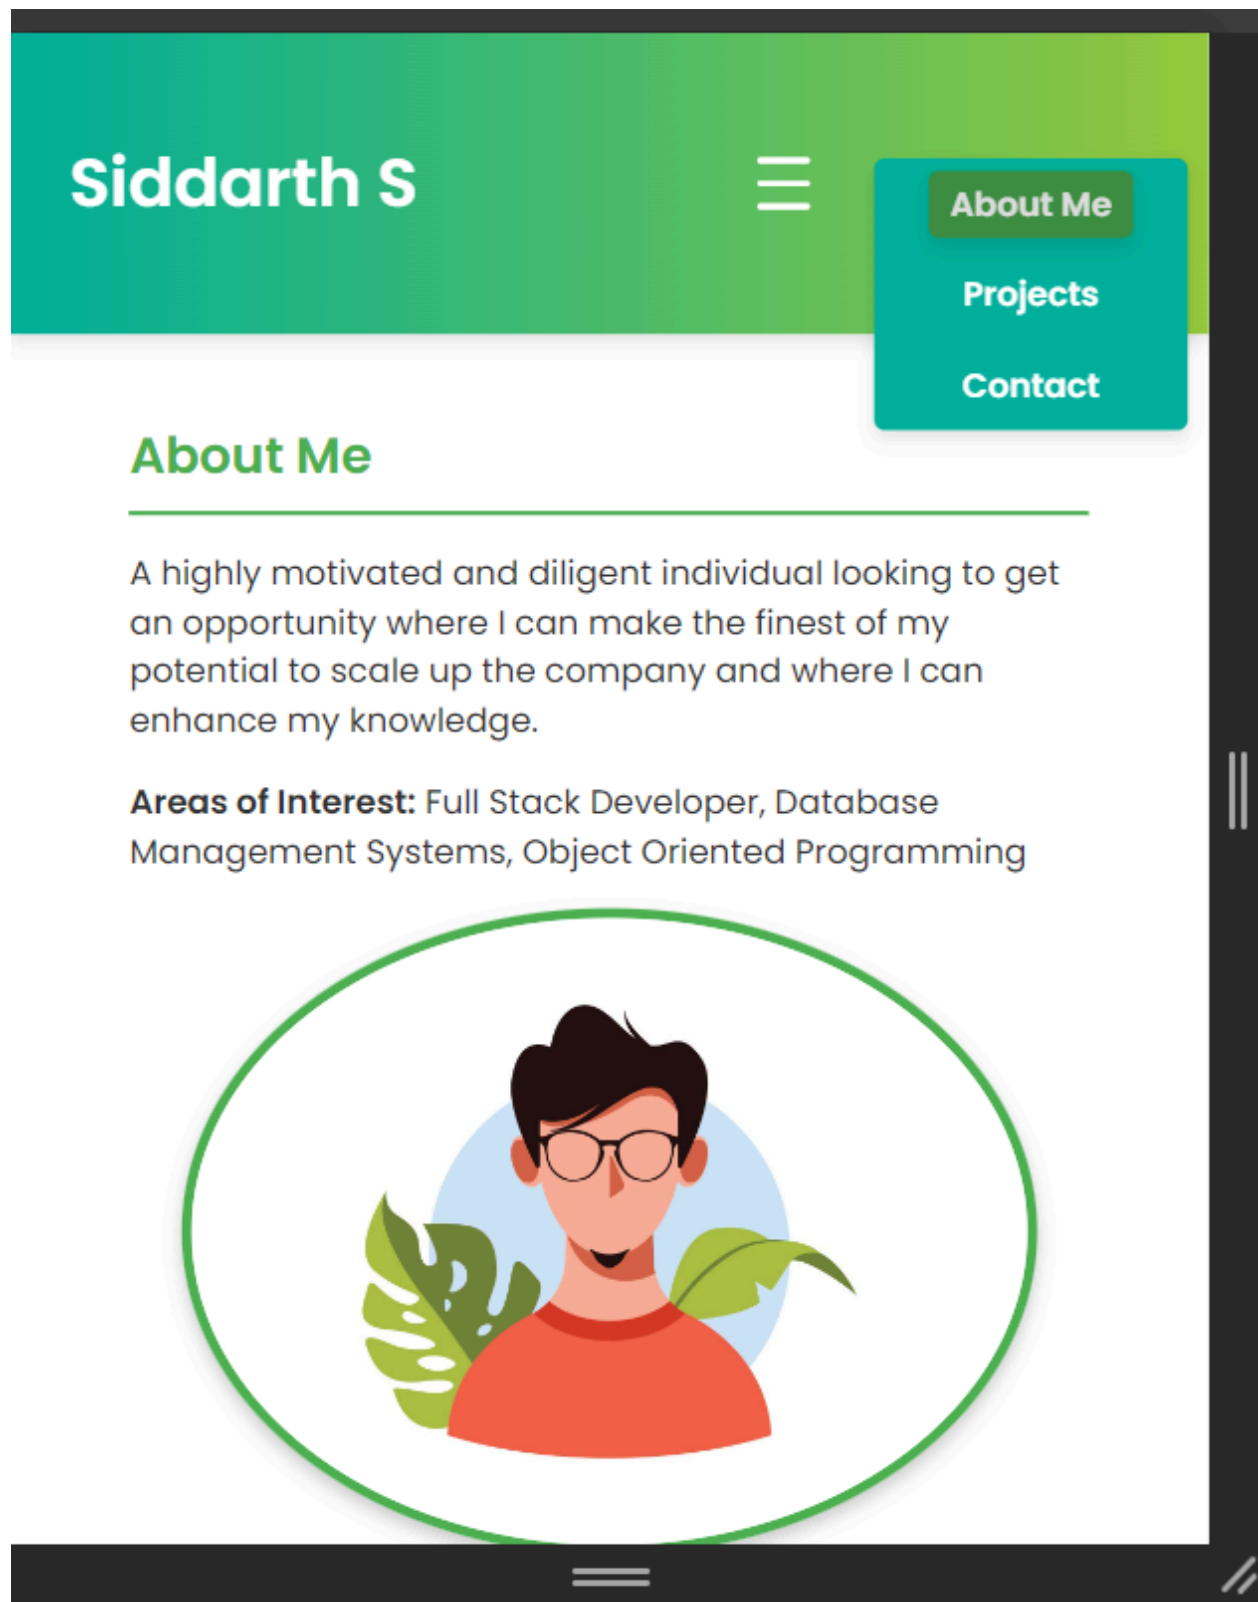 Siddarth S
About Me
Projects
Contact
About Me
A highly motivated and diligent individual looking to get
an opportunity where I can make the finest of my
potential to scale up the company and where I can
enhance my knowledge.
Areas of Interest: Full Stack Developer, Database
Management Systems, Object Oriented Programming